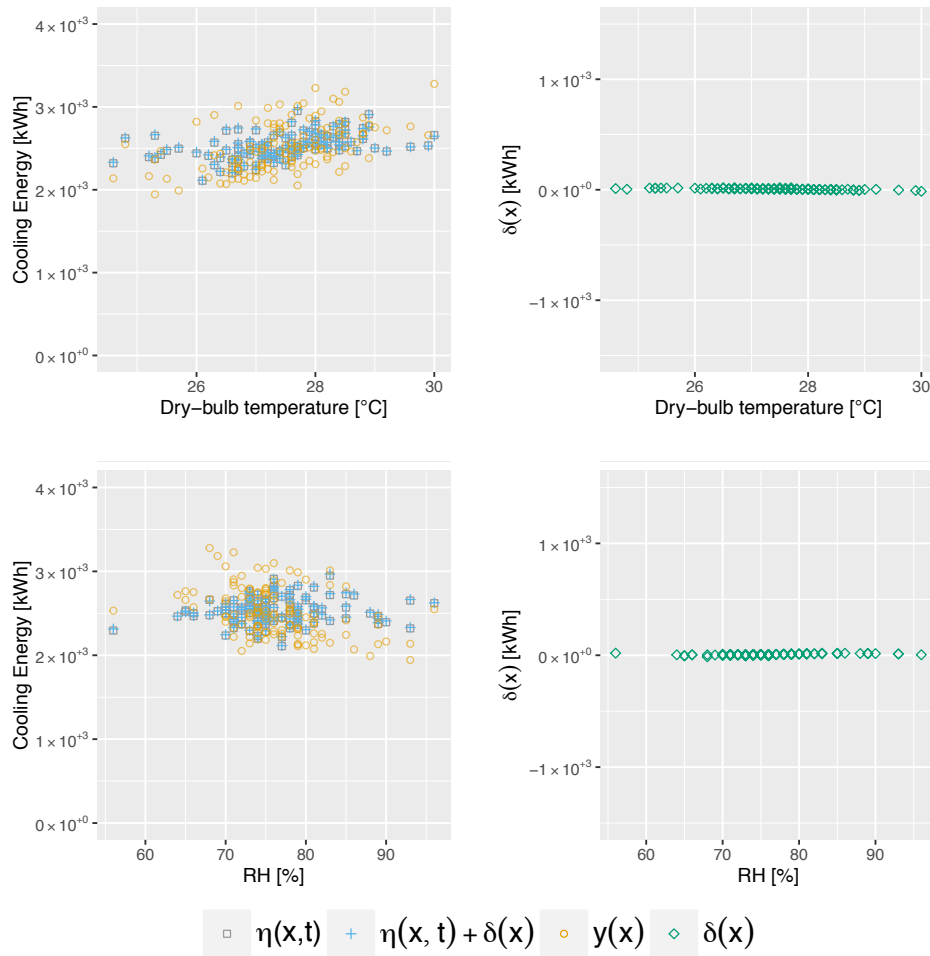 4 × 10⁺³
3 × 10⁺³
2 × 10⁺³
1 × 10⁺³
0 × 10⁺⁰
Cooling Energy [kWh]
26 28 30
Dry−bulb temperature [°C]
1 × 10⁺³
0 × 10⁺⁰
−1 × 10⁺³
δ(x) [kWh]
26 28 30
Dry−bulb temperature [°C]
4 × 10⁺³
3 × 10⁺³
2 × 10⁺³
1 × 10⁺³
0 × 10⁺⁰
Cooling Energy [kWh]
60 70 80 90
RH [%]
1 × 10⁺³
0 × 10⁺⁰
−1 × 10⁺³
δ(x) [kWh]
60 70 80 90
RH [%]
η(x,t) η(x, t) + δ(x) y(x) δ(x)